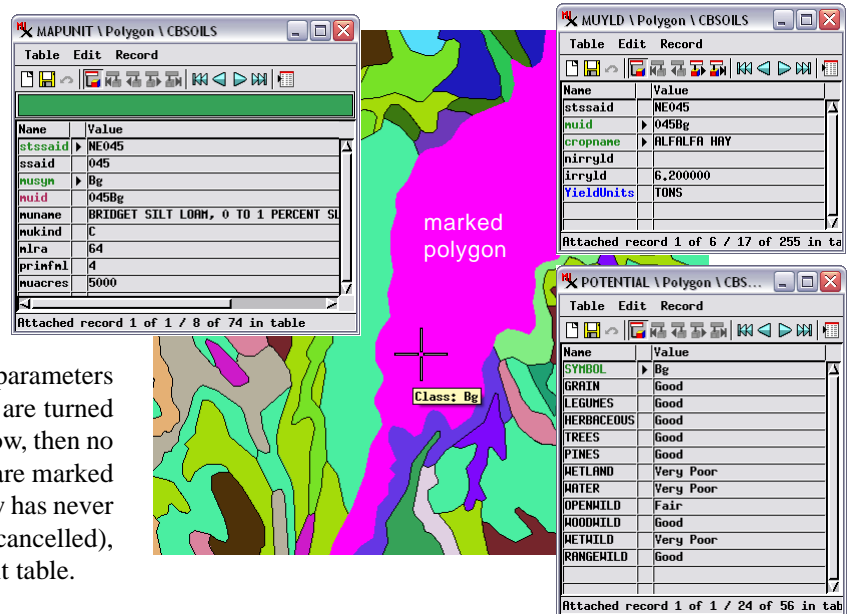 MAPUNIT \ Polygon \ CBSOILS
Table Edit Record
Name Value
stssaid NE045
ssaid 045
musym Bg
muid 045Bg
muname BRIDGET SILT LOAM, 0 TO 1 PERCENT SL
mukind C
mlra 64
primfml 4
muacres 5000
Attached record 1 of 1 / 8 of 74 in table
MUYLD \ Polygon \ CBSOILS
Table Edit Record
Name Value
stssaid NE045
muid 045Bg
cropname ALFALFA HAY
nirryld
irryld 6.200000
YieldUnits TONS
Attached record 1 of 6 / 17 of 255 in ta
marked
polygon
Class: Bg
POTENTIAL \ Polygon \ CBS...
Table Edit Record
Name Value
SYMBOL Bg
GRAIN Good
LEGUMES Good
HERBACEOUS Good
TREES Good
PINES Good
WETLAND Very Poor
WATER Very Poor
OPENWILD Fair
WOODWILD Good
WETWILD Very Poor
RANGEWILD Good
Attached record 1 of 1 / 24 of 56 in tab
parameters
are turned
ow, then no
are marked
y has never
cancelled),
t table.